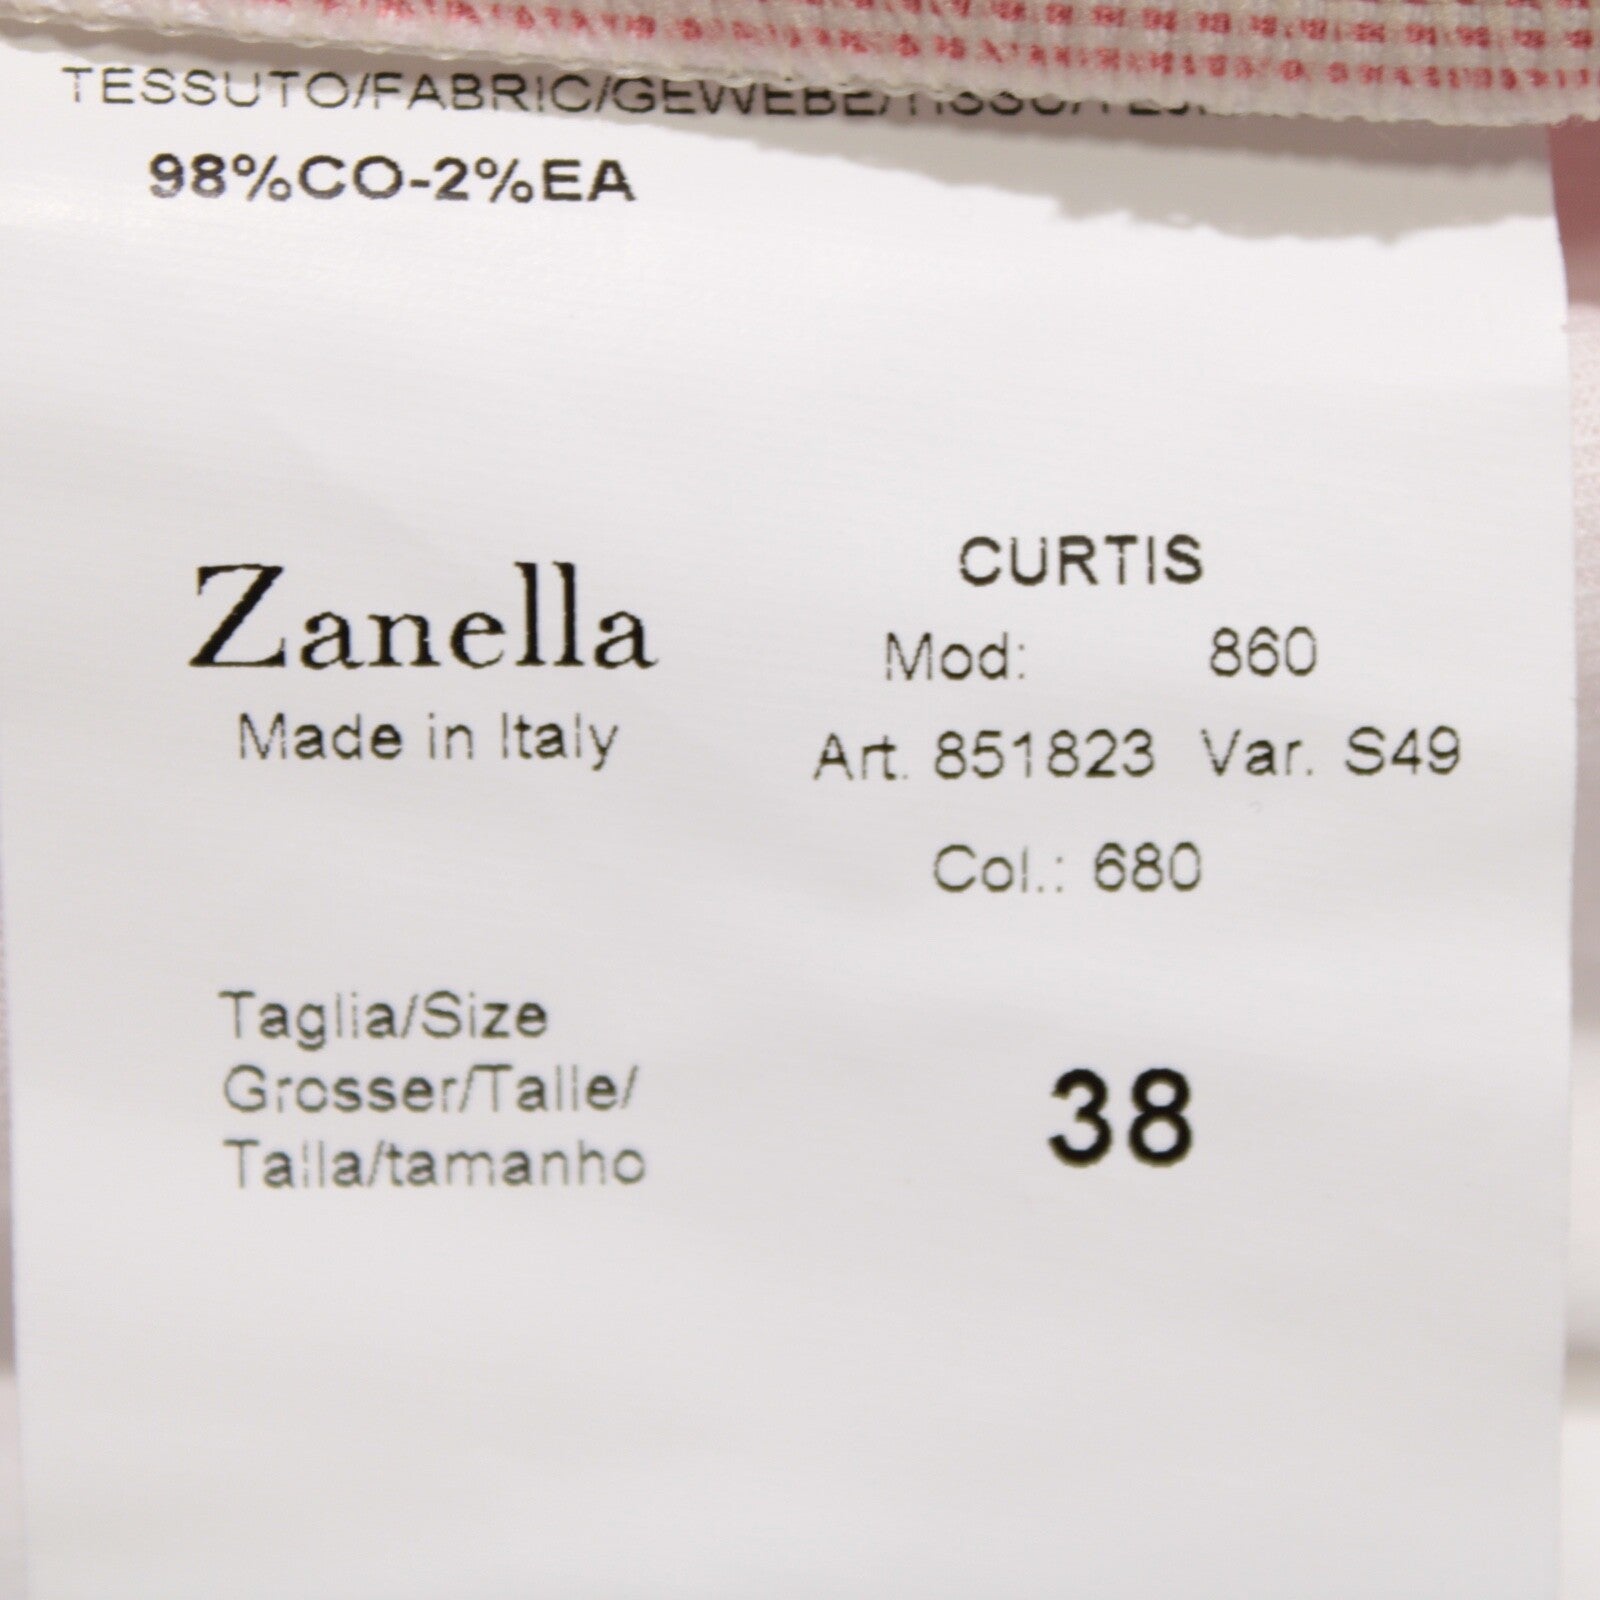 TESSUTO/FABRIC/GEWEBE/TISSU/
98%CO-2%EA
Zanella
Made in Italy
CURTIS
Mod: 860
Art. 851823 Var. S49
Col.: 680
Taglia/Size
Grosser/Talle/
Talla/tamanho
38